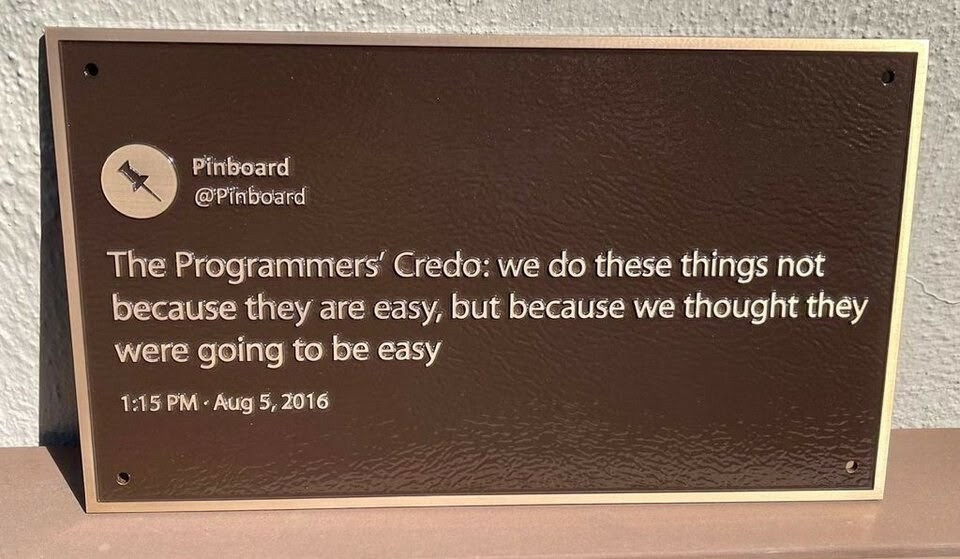 Pinboard
@Pinboard
The Programmers' Credo: we do these things not
because they are easy, but because we thought they
were going to be easy
1:15 PM · Aug 5, 2016